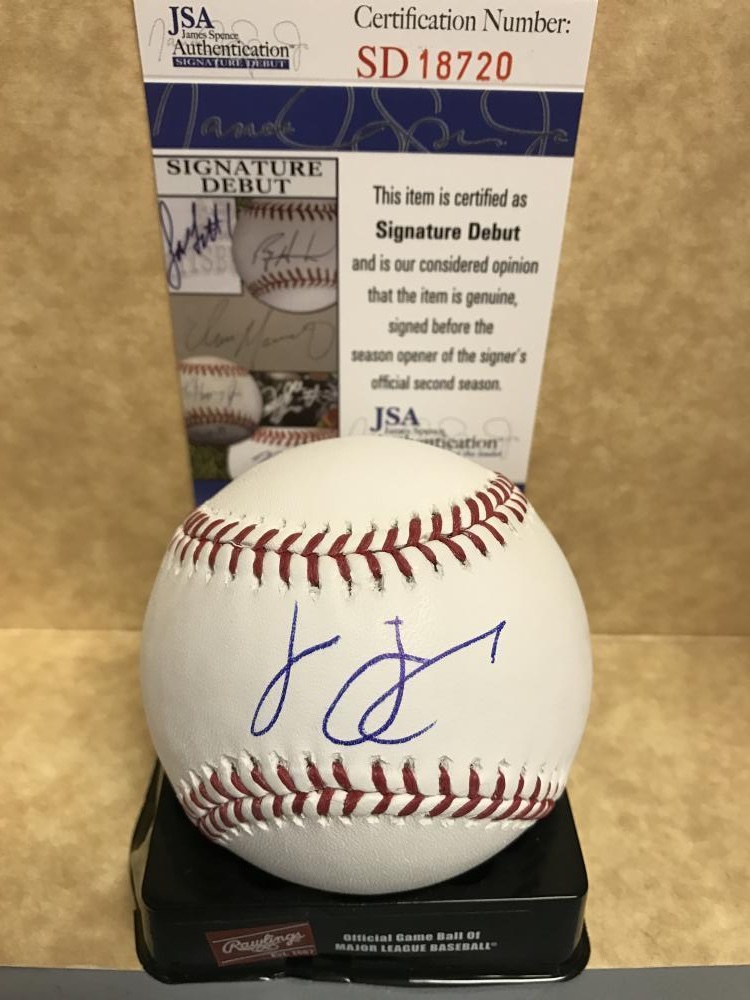 JSA
James Spence
Authentication™
SIGNATURE DEBUT
Certification Number:
SD 18720
SIGNATURE
DEBUT
This item is certified as
Signature Debut
and is our considered opinion
that the item is genuine,
signed before the
season opener of the signer's
official second season.
JSA
James Spence
Rawlings
Official Game Ball Of
MAJOR LEAGUE BASEBALL®